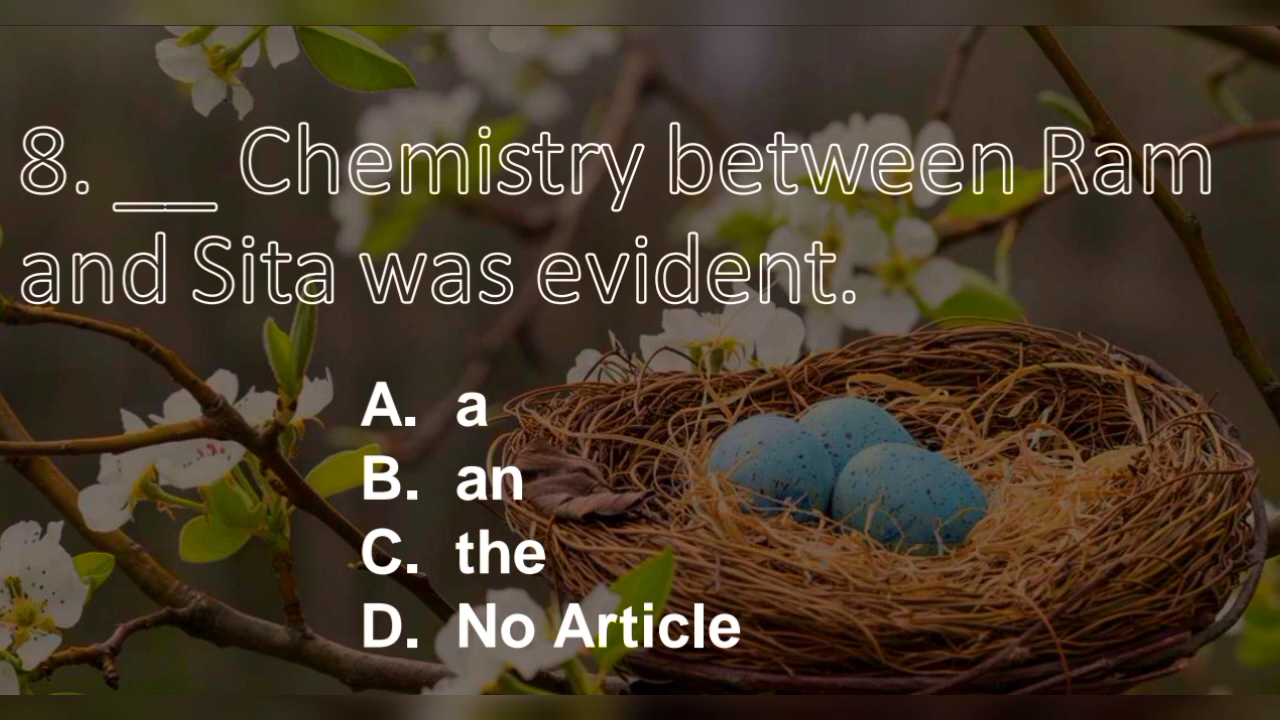 8. __ Chemistry between Ram
and Sita was evident.
A. a
B. an
C. the
D. No Article